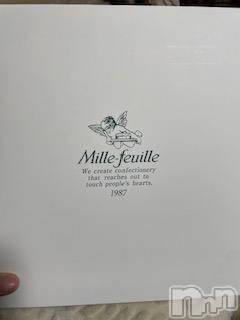 Mille-feuille
We create confectionery
that reaches out to
touch people's hearts.
1987